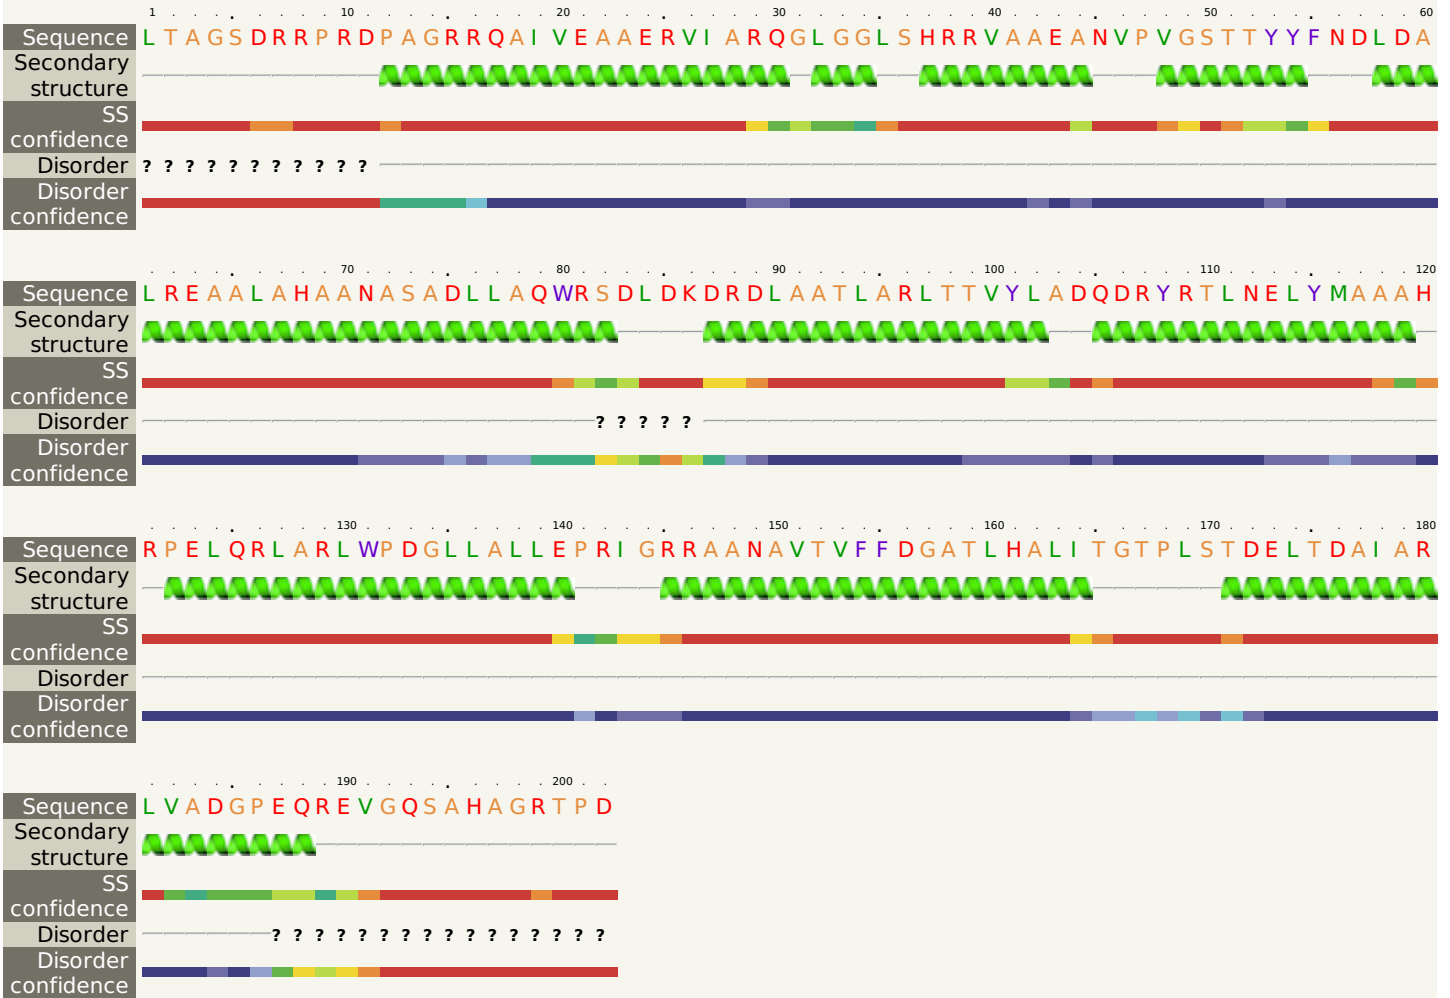 1 10 20 30 40 50 60
Sequence LTAGSDRRPRDPAGRRQAIVEAAERVIARQGLGGLSHRRVAAEANVPVGSTTYYFNDLDA
Secondary
structure
SS
confidence
Disorder ? ? ? ? ? ? ? ? ? ? ?
Disorder
confidence
70 80 90 100 110 120
Sequence LREAALAHAANASADLLAQWRSDLDKDRDLAATLARLTTVYLADQDRYRTLNELYMAAAH
Secondary
structure
SS
confidence
Disorder ? ? ? ? ?
Disorder
confidence
130 140 150 160 170 180
Sequence RPELQRLARLWPDGLLALLEPRIGRRAANAVTVFFDGATLHALITGTPLSTDELTDAIAR
Secondary
structure
SS
confidence
Disorder
Disorder
confidence
190 200
Sequence LVADGPEQREVGQSAHAGRTPD
Secondary
structure
SS
confidence
Disorder ? ? ? ? ? ? ? ? ? ? ? ? ? ? ? ?
Disorder
confidence